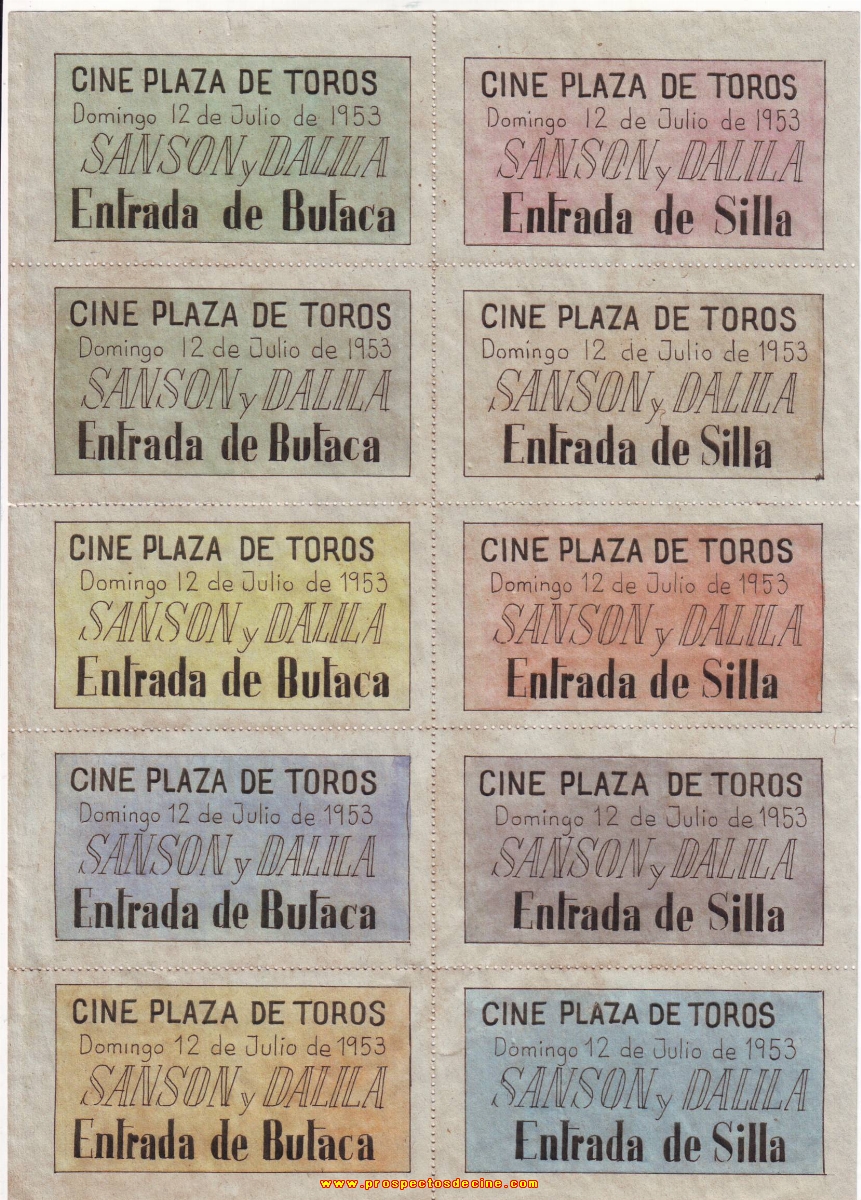 CINE PLAZA DE TOROS
Domingo 12 de Julio de 1953
SANSON y DALILA
Entrada de Butaca
CINE PLAZA DE TOROS
Domingo 12 de Julio de 1953
SANSON y DALILA
Entrada de Silla
CINE PLAZA DE TOROS
Domingo 12 de Julio de 1953
SANSON y DALILA
Entrada de Butaca
CINE PLAZA DE TOROS
Domingo 12 de Julio de 1953
SANSON y DALILA
Entrada de Silla
CINE PLAZA DE TOROS
Domingo 12 de Julio de 1953
SANSON y DALILA
Entrada de Butaca
CINE PLAZA DE TOROS
Domingo 12 de Julio de 1953
SANSON y DALILA
Entrada de Silla
CINE PLAZA DE TOROS
Domingo 12 de Julio de 1953
SANSON y DALILA
Entrada de Butaca
CINE PLAZA DE TOROS
Domingo 12 de Julio de 1953
SANSON y DALILA
Entrada de Silla
CINE PLAZA DE TOROS
Domingo 12 de Julio de 1953
SANSON y DALILA
Entrada de Butaca
CINE PLAZA DE TOROS
Domingo 12 de Julio de 1953
SANSON y DALILA
Entrada de Silla
www.prospectosdecine.com